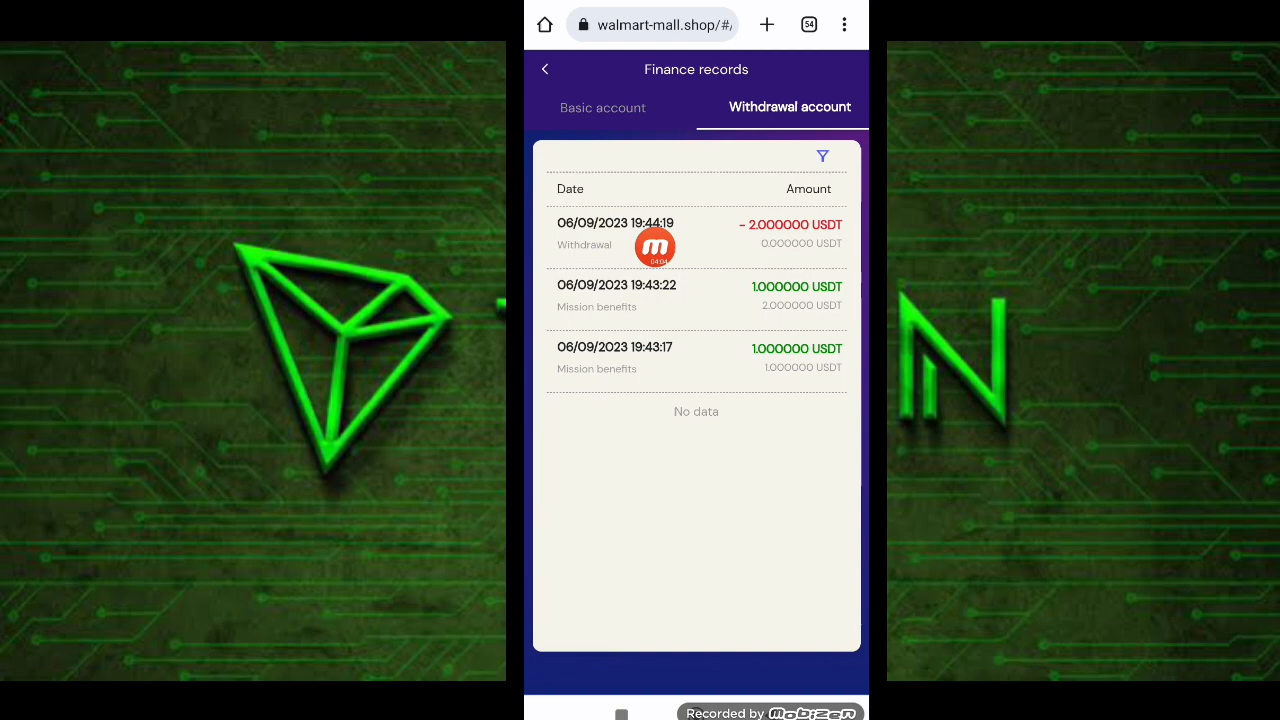 walmart-mall.shop/#/
54
Finance records
Basic account
Withdrawal account
Date
Amount
06/09/2023 19:44:19
- 2.000000 USDT
Withdrawal
0.000000 USDT
m
04:04
06/09/2023 19:43:22
1.000000 USDT
Mission benefits
2.000000 USDT
06/09/2023 19:43:17
1.000000 USDT
Mission benefits
1.000000 USDT
No data
N
Recorded by mobizen